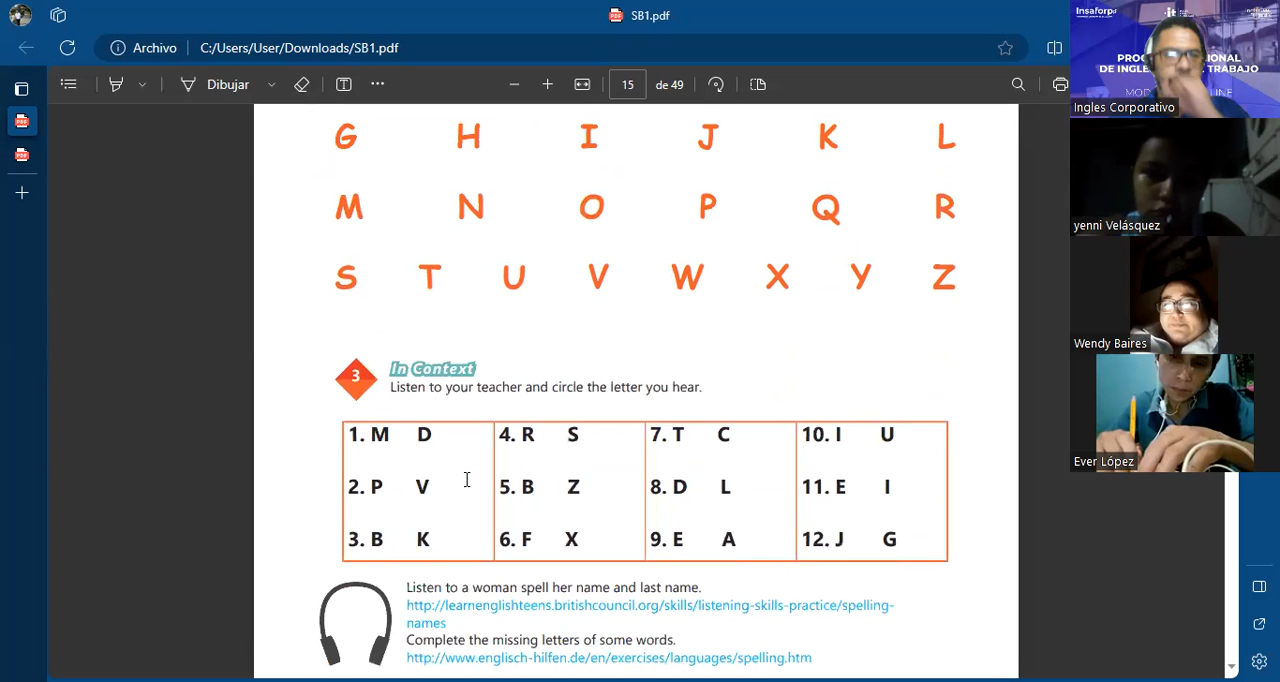 SB1.pdf
Archivo C:/Users/User/Downloads/SB1.pdf
Dibujar 15 de 49
G H I J K L
M N O P Q R
S T U V W X Y Z
3 In Context
Listen to your teacher and circle the letter you hear.
1. M D 4. R S 7. T C 10. I U
2. P V 5. B Z 8. D L 11. E I
3. B K 6. F X 9. E A 12. J G
Listen to a woman spell her name and last name.
http://learnenglishteens.britishcouncil.org/skills/listening-skills-practice/spelling-
names
Complete the missing letters of some words.
http://www.englisch-hilfen.de/en/exercises/languages/spelling.htm
Insaforp
Ingles Corporativo
yenni Velásquez
Wendy Baires
Ever López